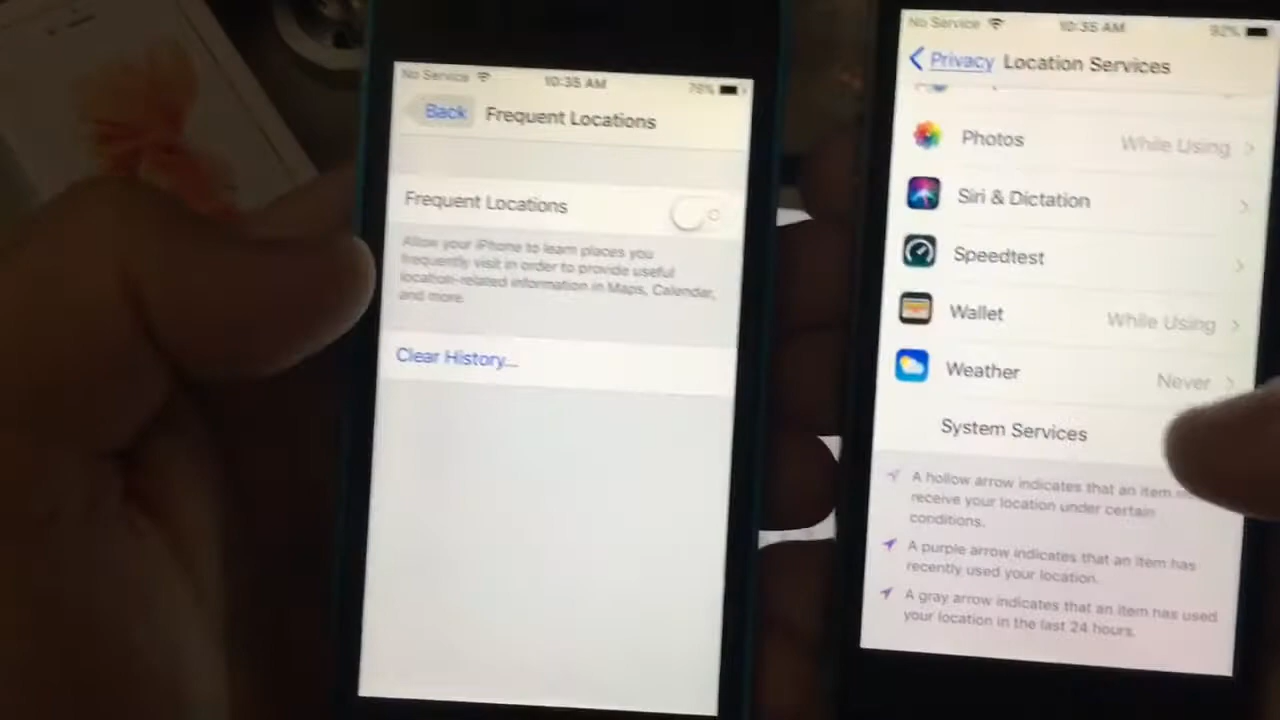 No Service 10:35 AM 78%
Back Frequent Locations
Frequent Locations
Allow your iPhone to learn places you
frequently visit in order to provide useful
location-related information in Maps, Calendar,
and more.
Clear History...
No Service 10:35 AM 92%
Privacy Location Services
Photos While Using
Siri & Dictation
Speedtest
Wallet While Using
Weather Never
System Services
A hollow arrow indicates that an item
receive your location under certain
conditions.
A purple arrow indicates that an item has
recently used your location.
A gray arrow indicates that an item has used
your location in the last 24 hours.